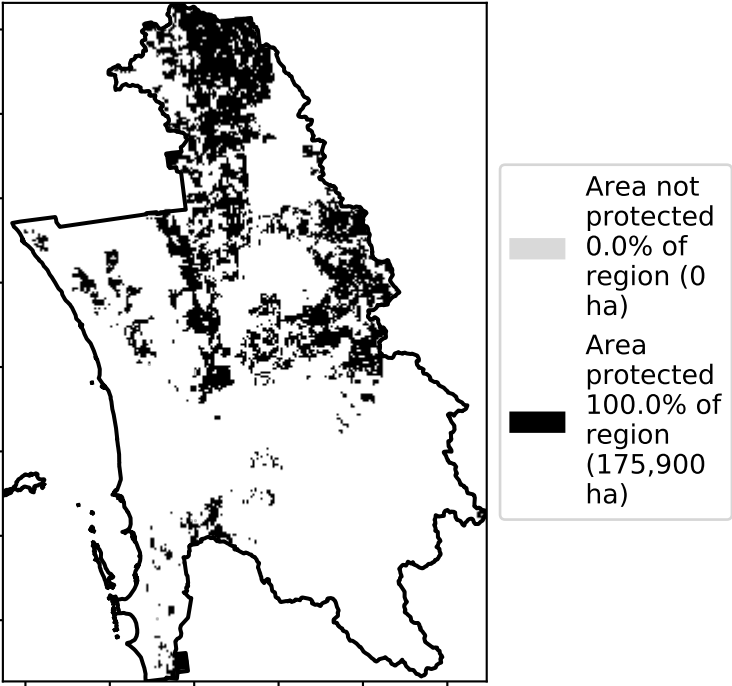 Area not
protected
0.0% of
region (0
ha)
Area
protected
100.0% of
region
(175,900
ha)